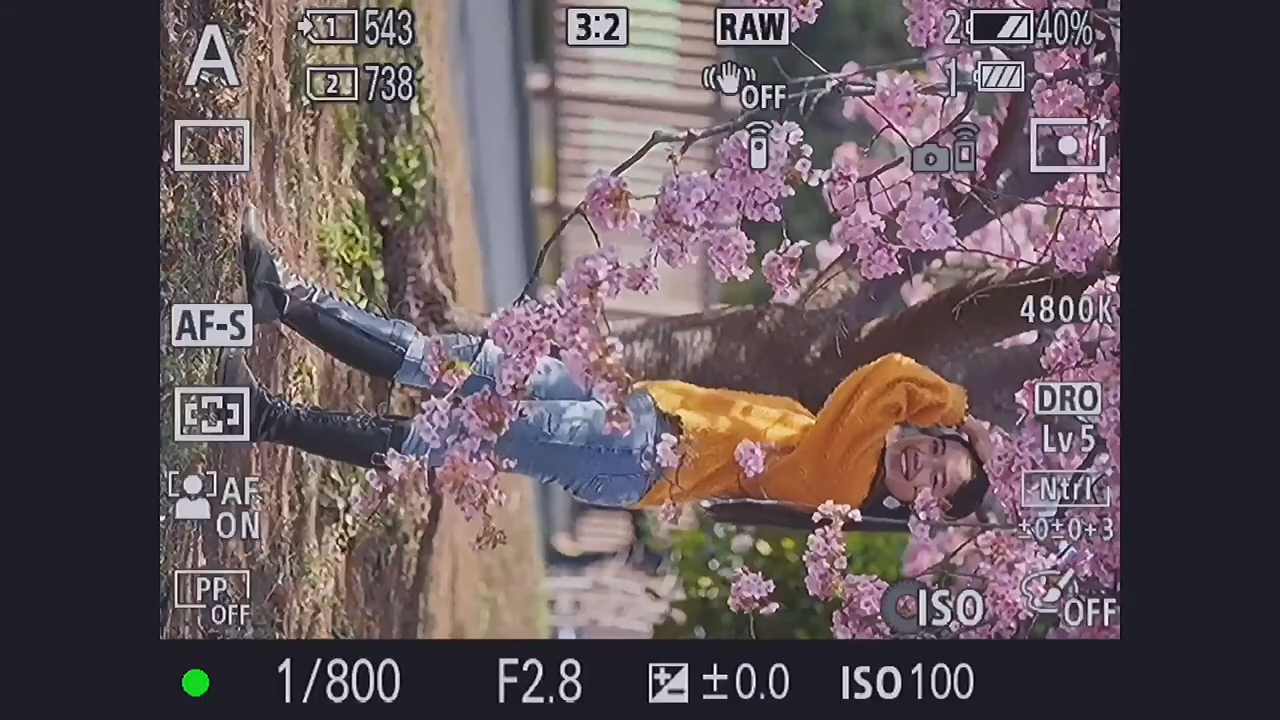 A
1 543
3:2
RAW
2 40%
2 738
OFF
1
AF-S
4800K
DRO
Lv 5
AF
ON
Ntrl
±0±0+3
PP
OFF
ISO
OFF
1/800
F2.8
±0.0
ISO 100